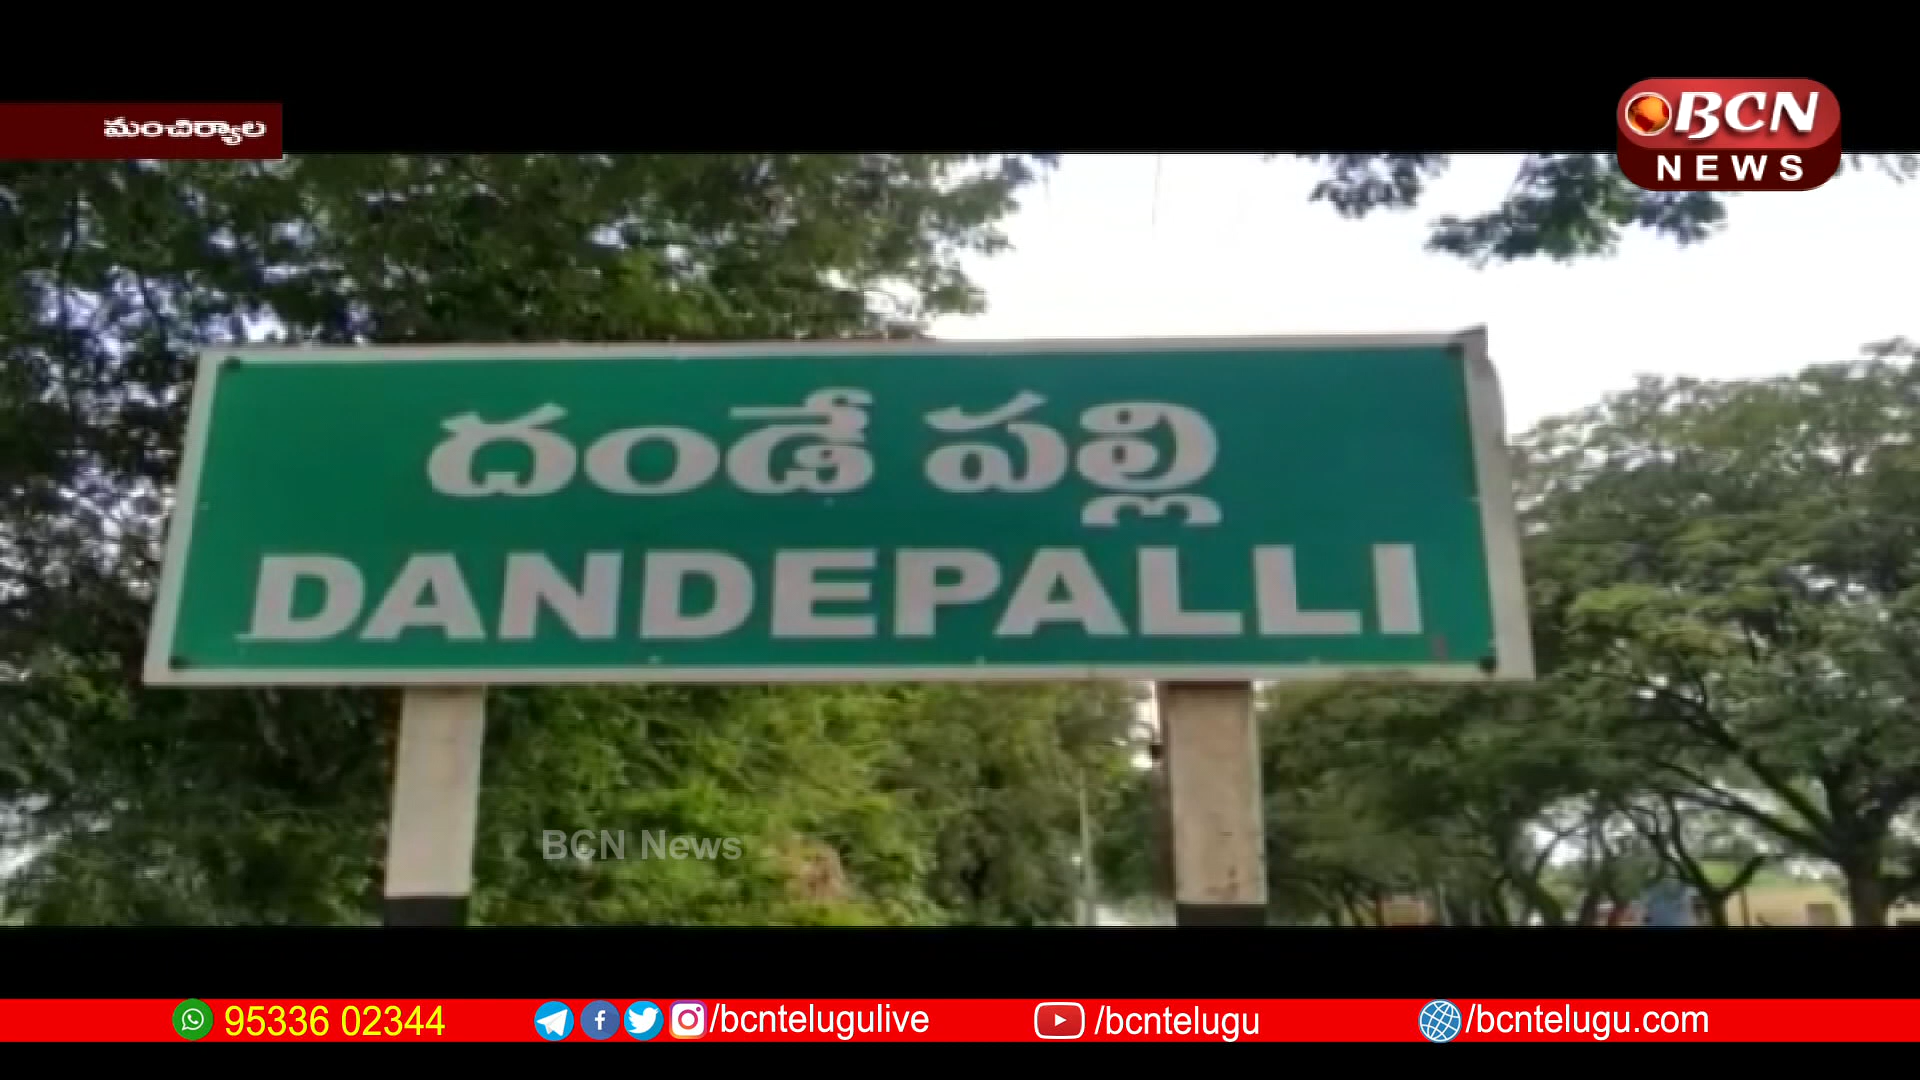 మంచిర్యాల
BCN
NEWS
దండే పల్లి
DANDEPALLI
BCN News
95336 02344
/bcntelugulive
/bcntelugu
/bcntelugu.com